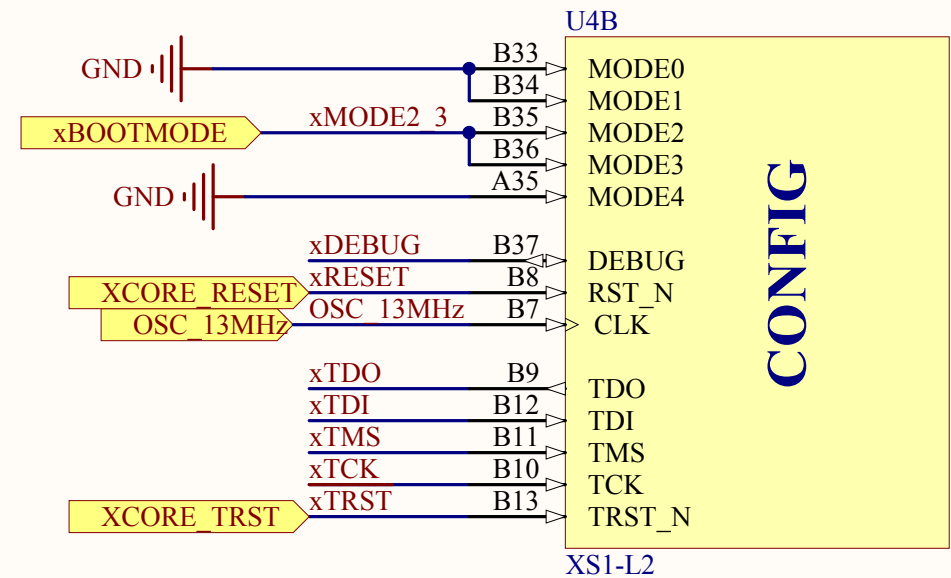 U4B
GND B33 MODE0
B34 MODE1
xBOOTMODE xMODE2_3 B35 MODE2
B36 MODE3
GND A35 MODE4
xDEBUG B37 DEBUG
XCORE_RESET xRESET B8 RST_N
OSC_13MHz OSC_13MHz B7 CLK
xTDO B9 TDO
xTDI B12 TDI
xTMS B11 TMS
xTCK B10 TCK
XCORE_TRST xTRST B13 TRST_N
CONFIG
XS1-L2